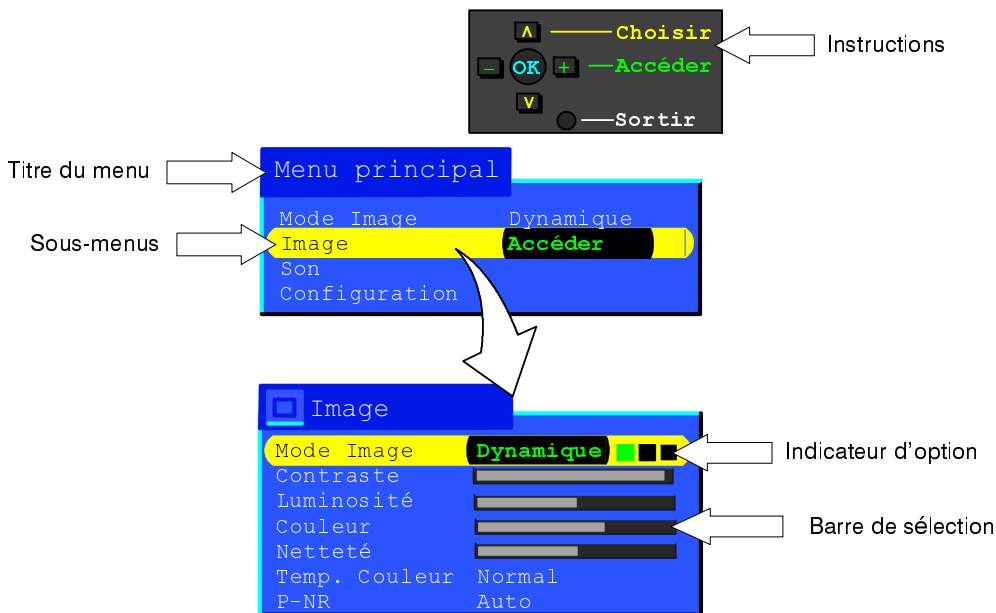 Choisir
Instructions
- OK + Accéder
Sortir
Titre du menu
Menu principal
Mode Image Dynamique
Sous-menus
Image Accéder
Son
Configuration
Image
Mode Image Dynamique
Indicateur d'option
Contraste
Luminosité
Couleur
Barre de sélection
Netteté
Temp. Couleur Normal
P-NR Auto